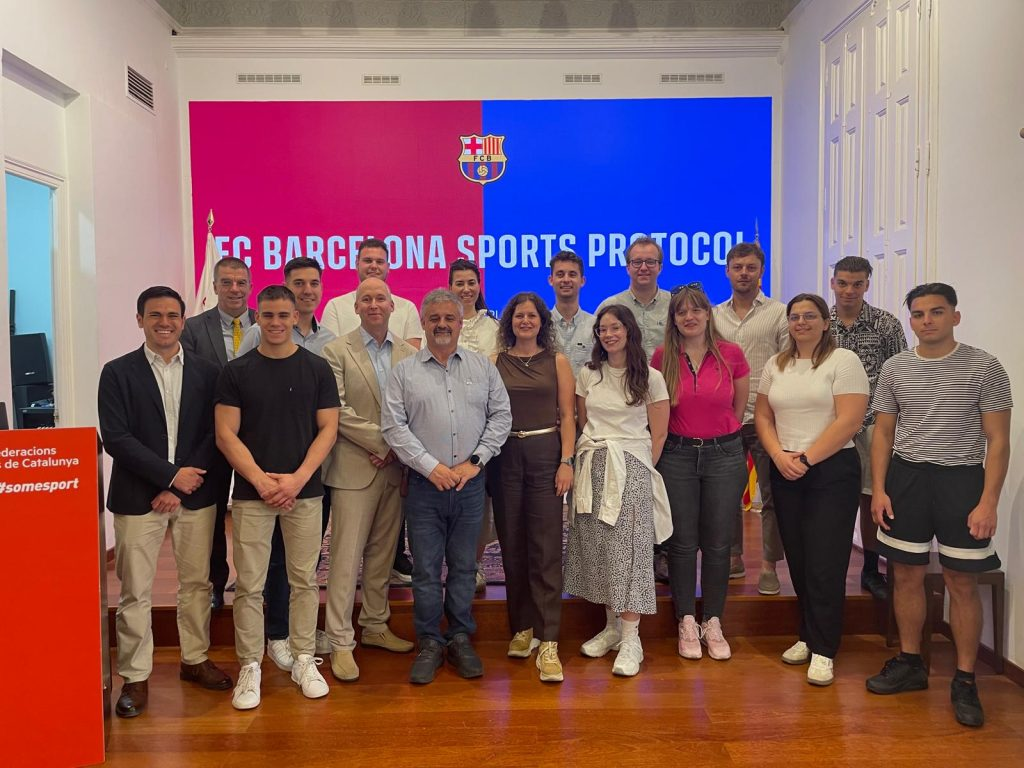 FCB
FC BARCELONA SPORTS PROTOCOL
ederacions
s de Catalunya
#somesport